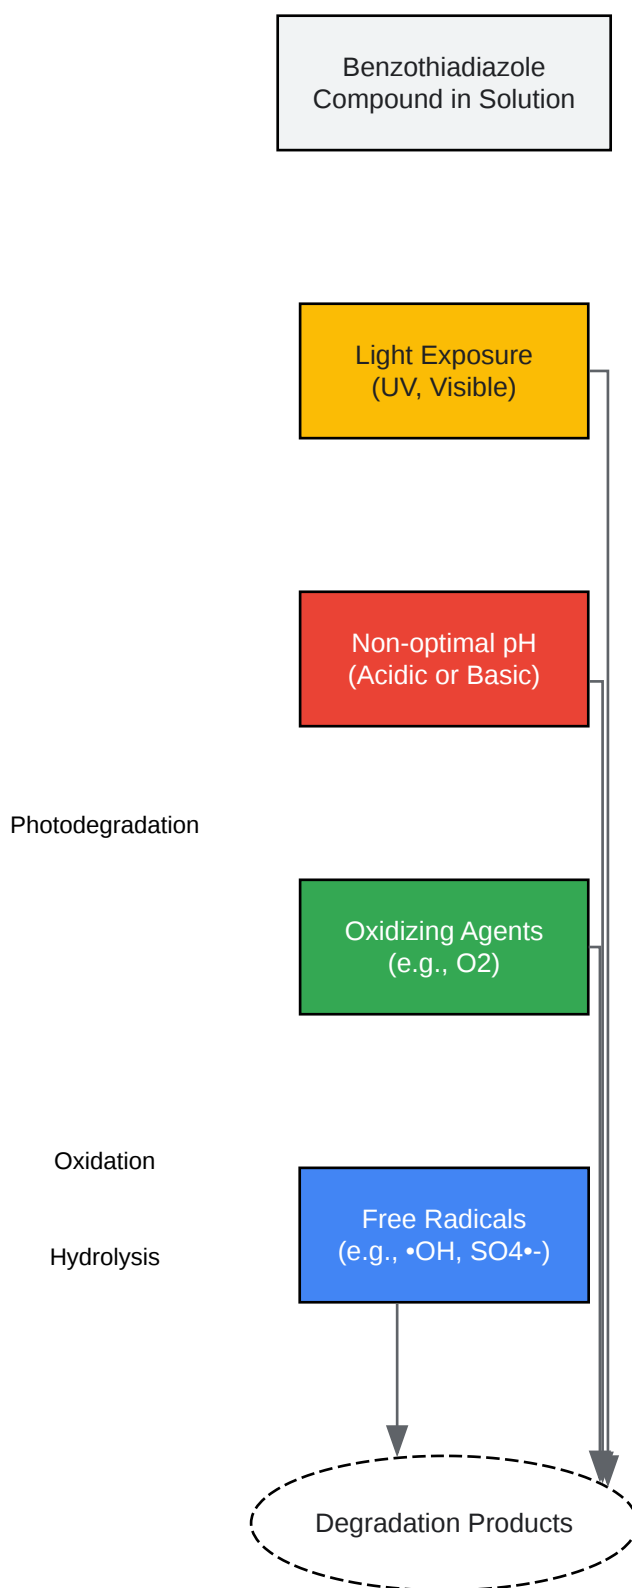 Benzothiadiazole
Compound in Solution
Light Exposure
(UV, Visible)
Non-optimal pH
(Acidic or Basic)
Photodegradation
Oxidizing Agents
(e.g., O2)
Oxidation
Free Radicals
(e.g., •OH, SO4•-)
Hydrolysis
Degradation Products